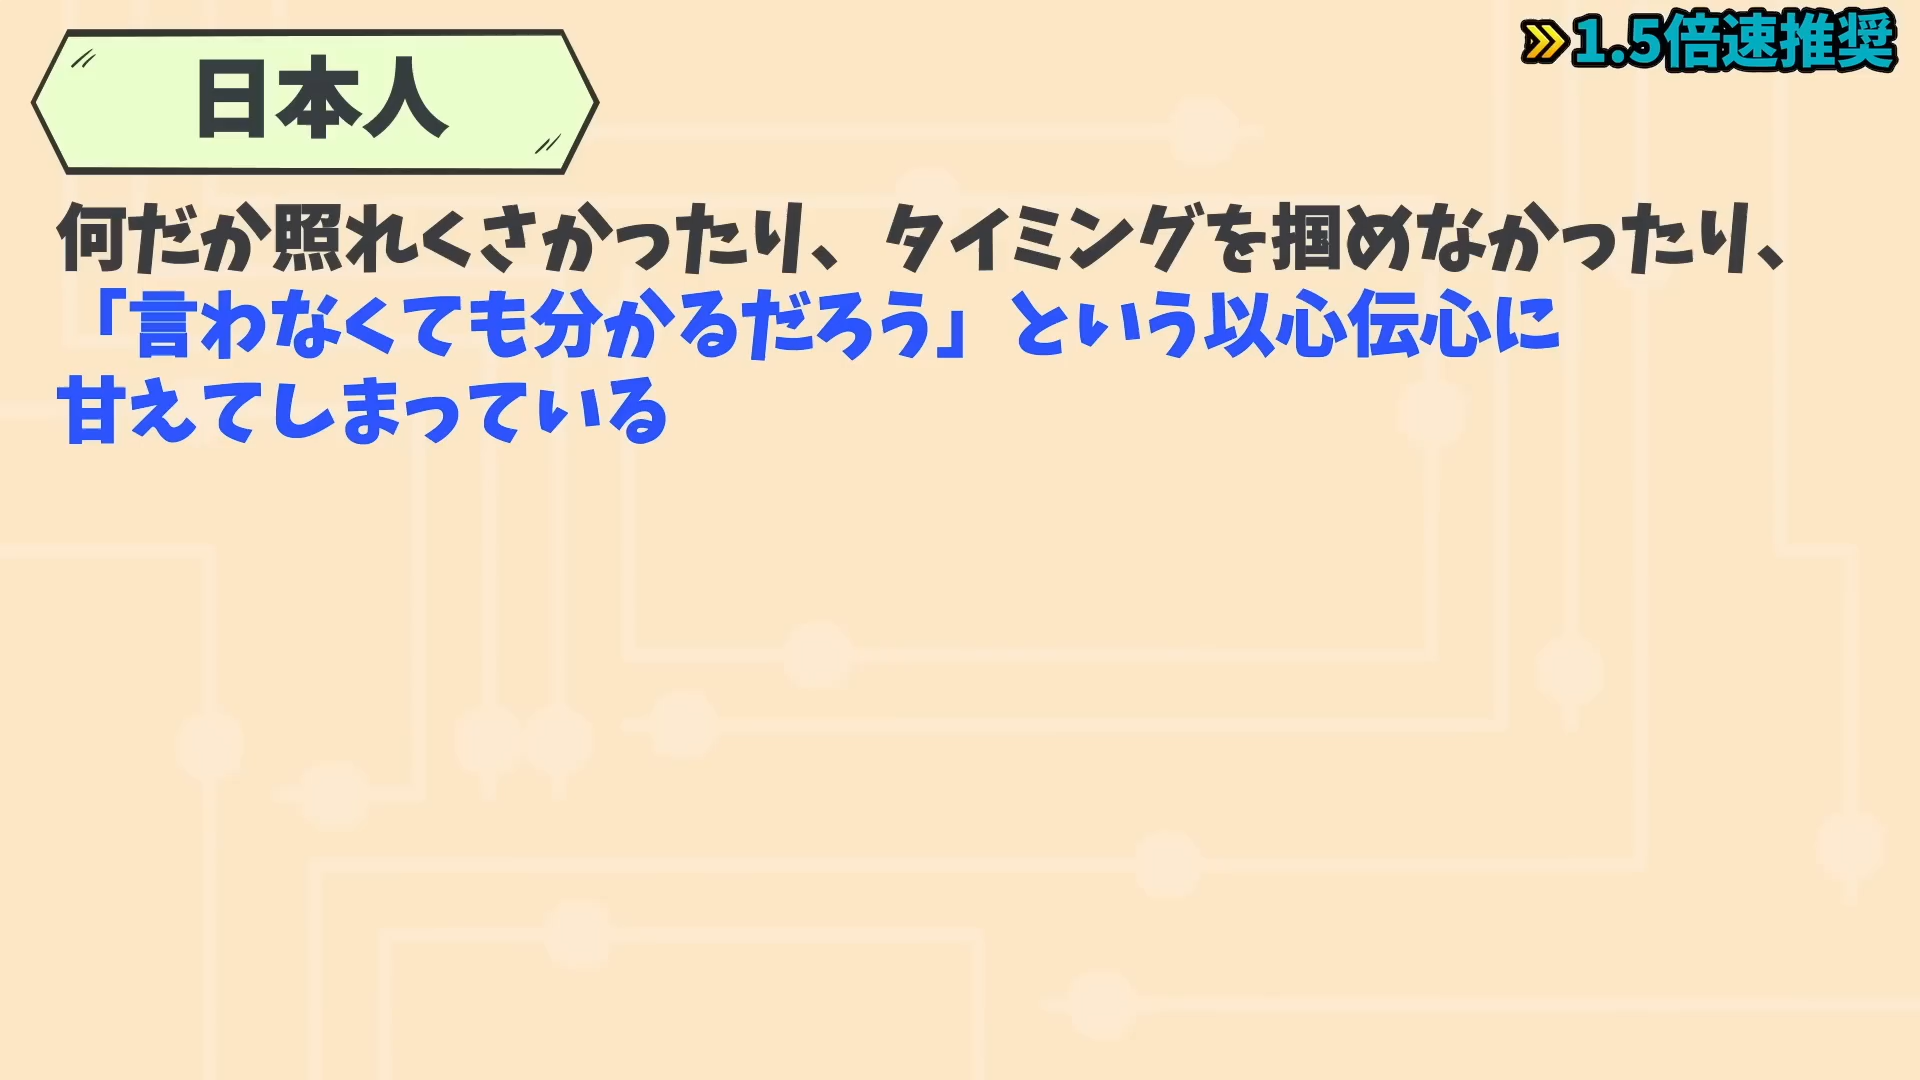 日本人
1.5倍速推奨
何だか照れくさかったり、タイミングを掴めなかったり、
「言わなくても分かるだろう」という以心伝心に
甘えてしまっている